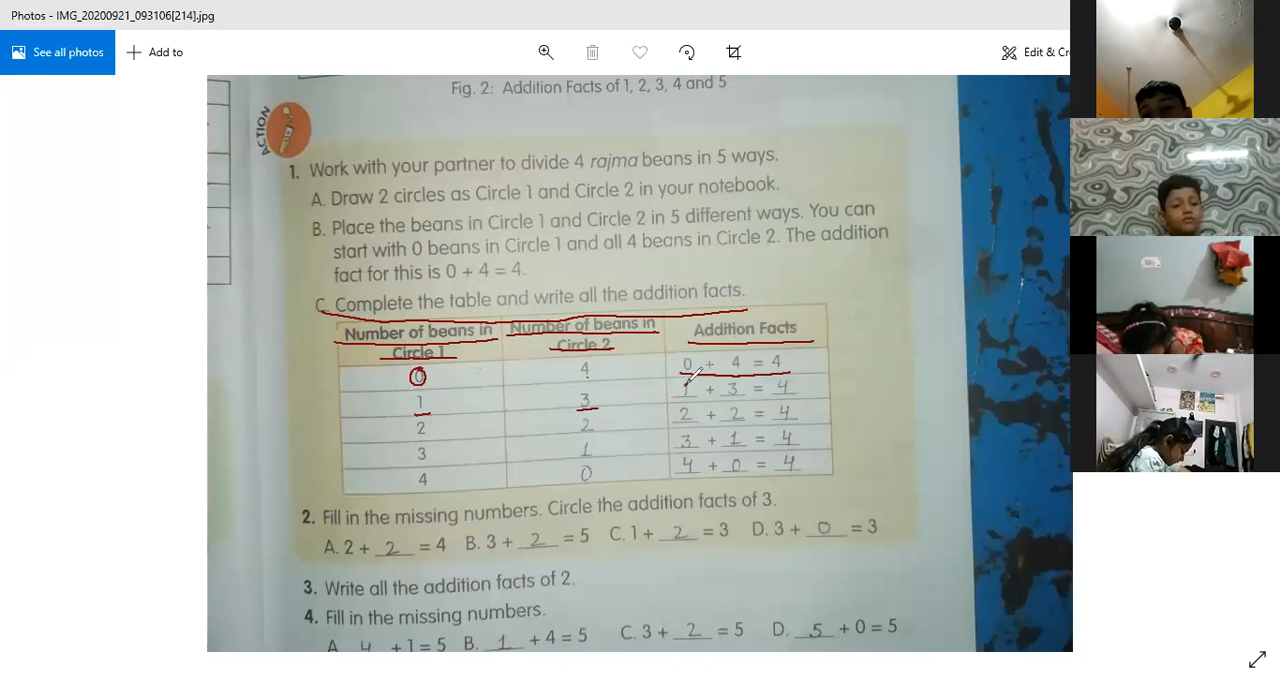 Photos - IMG_20200921_093106[214].jpg
See all photos
Add to
Edit & Cr
Fig. 2: Addition Facts of 1, 2, 3, 4 and 5
ACTION
1. Work with your partner to divide 4 rajma beans in 5 ways.
A. Draw 2 circles as Circle 1 and Circle 2 in your notebook.
B. Place the beans in Circle 1 and Circle 2 in 5 different ways. You can
start with 0 beans in Circle 1 and all 4 beans in Circle 2. The addition
fact for this is 0 + 4 = 4.
C. Complete the table and write all the addition facts.
Number of beans in Circle 1 Number of beans in Circle 2 Addition Facts
0 4 0 + 4 = 4
1 3 1 + 3 = 4
2 2 2 + 2 = 4
3 1 3 + 1 = 4
4 0 4 + 0 = 4
2. Fill in the missing numbers. Circle the addition facts of 3.
A. 2 + 2 = 4 B. 3 + 2 = 5 C. 1 + 2 = 3 D. 3 + 0 = 3
3. Write all the addition facts of 2.
4. Fill in the missing numbers.
A 4 + 1 = 5 B. 1 + 4 = 5 C. 3 + 2 = 5 D. 5 + 0 = 5